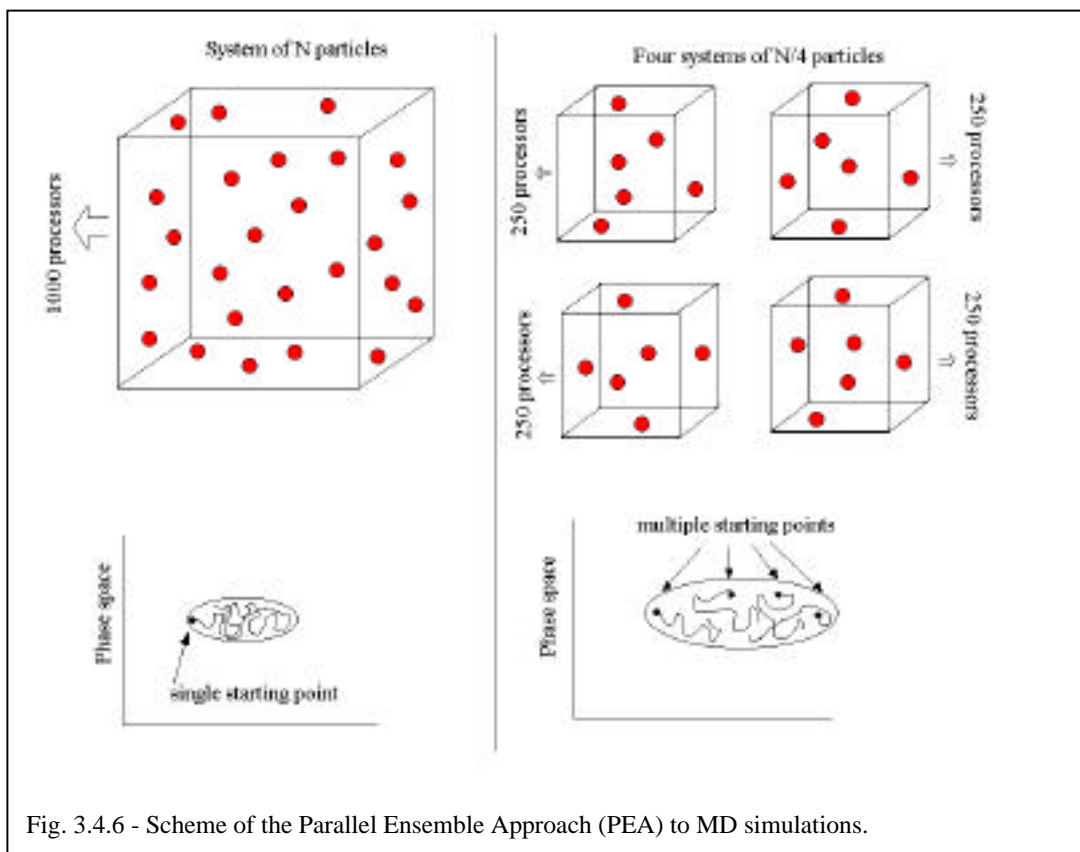 System of N particles
1000 processors
Phase space
single starting point
Four systems of N/4 particles
250 processors
250 processors
250 processors
250 processors
multiple starting points
Phase space
Fig. 3.4.6 - Scheme of the Parallel Ensemble Approach (PEA) to MD simulations.